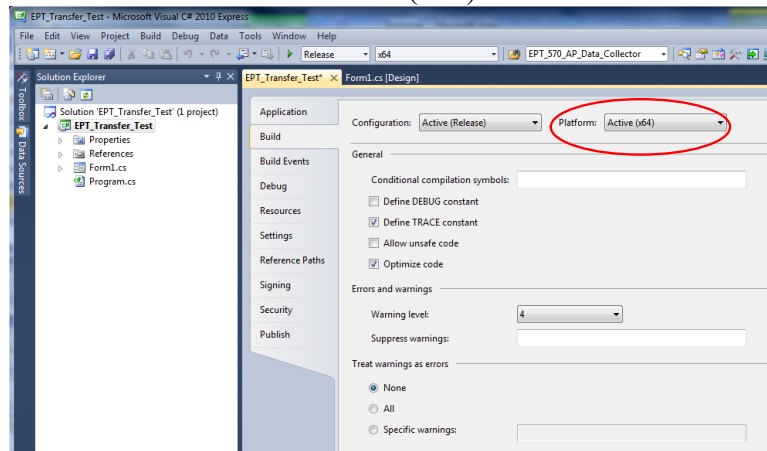 EPT_Transfer_Test - Microsoft Visual C# 2010 Express
File Edit View Project Build Debug Data Tools Window Help
Release x64 EPT_570_AP_Data_Collector
Solution Explorer
EPT_Transfer_Test* Form1.cs [Design]
Toolbox
Data Sources
Solution 'EPT_Transfer_Test' (1 project)
EPT_Transfer_Test
Properties
References
Form1.cs
Program.cs
Application
Build
Build Events
Debug
Resources
Settings
Reference Paths
Signing
Security
Publish
Configuration: Active (Release) Platform: Active (x64)
General
Conditional compilation symbols:
Define DEBUG constant
Define TRACE constant
Allow unsafe code
Optimize code
Errors and warnings
Warning level: 4
Suppress warnings:
Treat warnings as errors
None
All
Specific warnings: